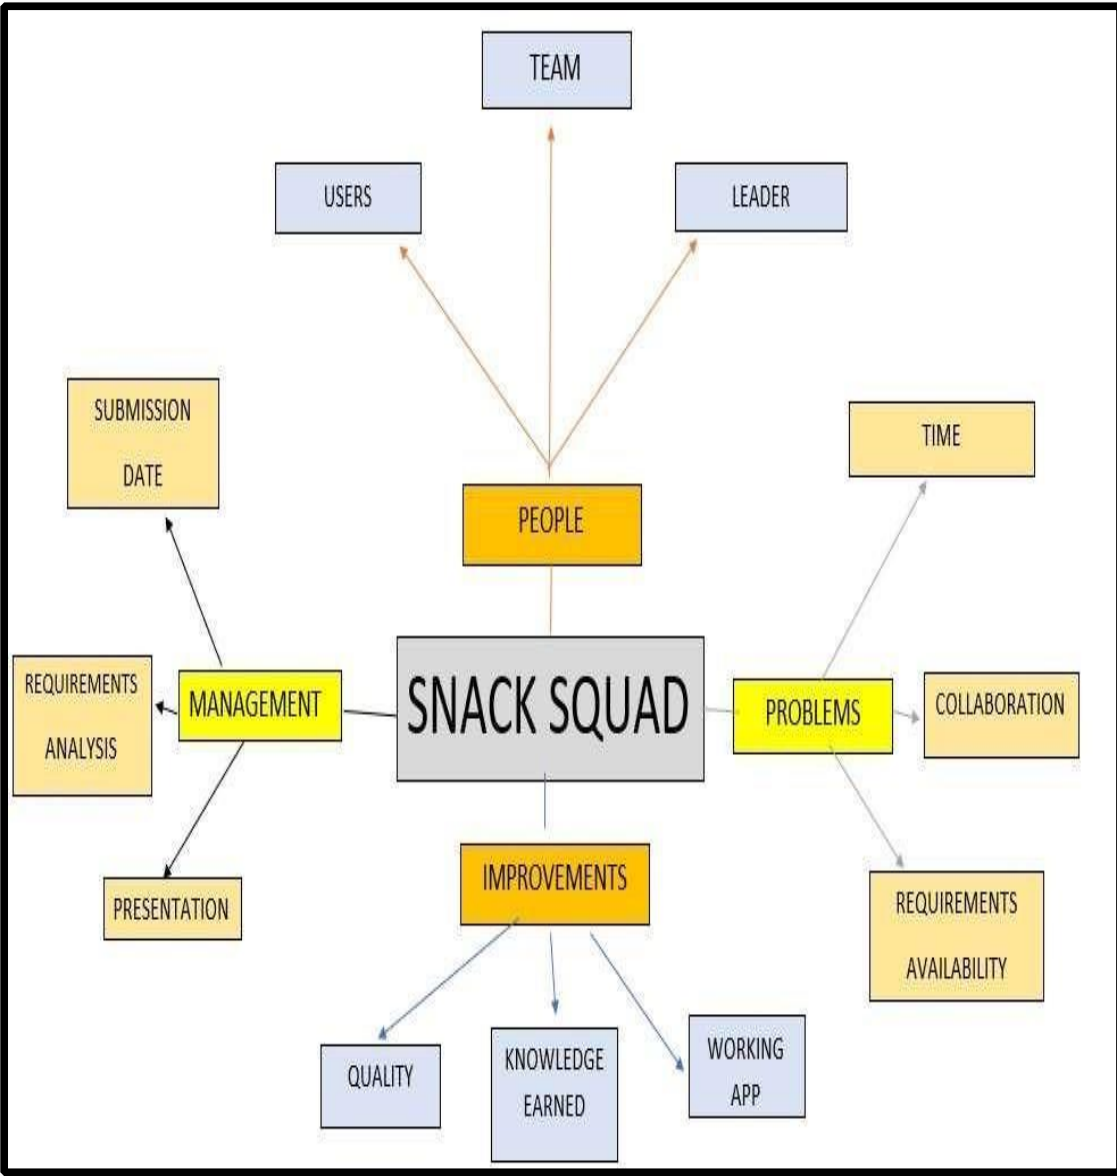 TEAM
USERS
LEADER
SUBMISSION
DATE
TIME
PEOPLE
REQUIREMENTS
ANALYSIS
MANAGEMENT
SNACK SQUAD
PROBLEMS
COLLABORATION
PRESENTATION
IMPROVEMENTS
REQUIREMENTS
AVAILABILITY
QUALITY
KNOWLEDGE
EARNED
WORKING
APP